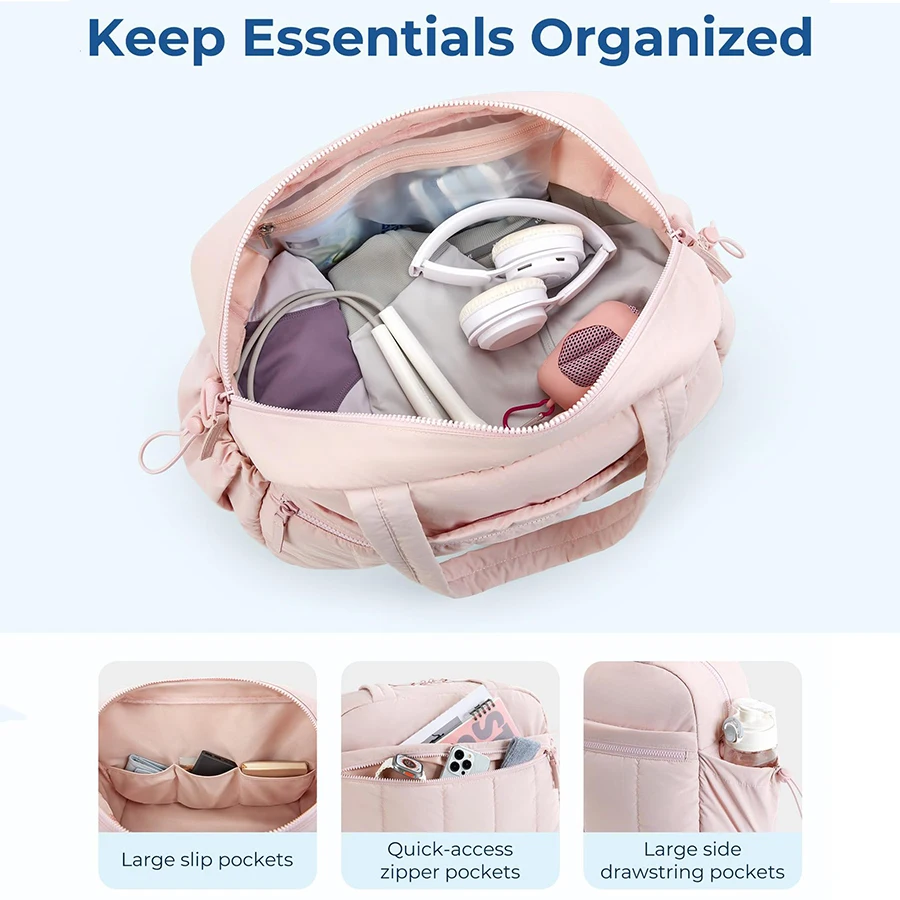 Keep Essentials Organized
Large slip pockets
Quick-access
zipper pockets
Large side
drawstring pockets